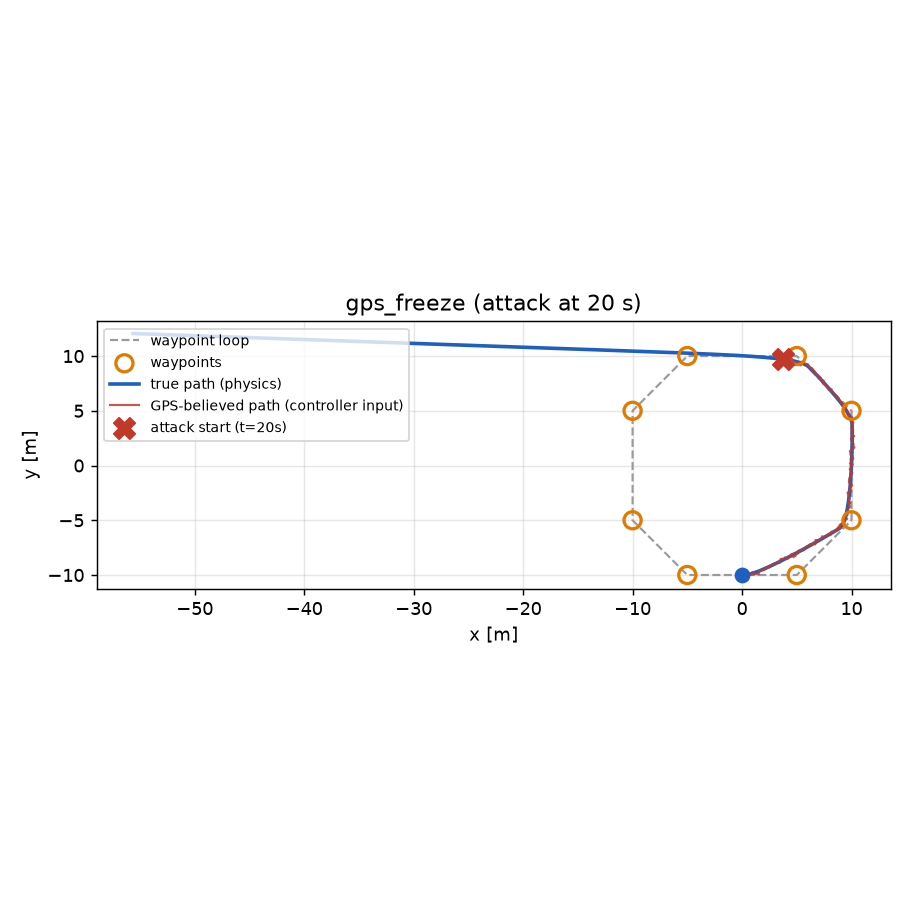 gps_freeze (attack at 20 s)
waypoint loop
waypoints
true path (physics)
GPS-believed path (controller input)
attack start (t=20s)
10
5
0
−5
−10
y [m]
−50 −40 −30 −20 −10 0 10
x [m]